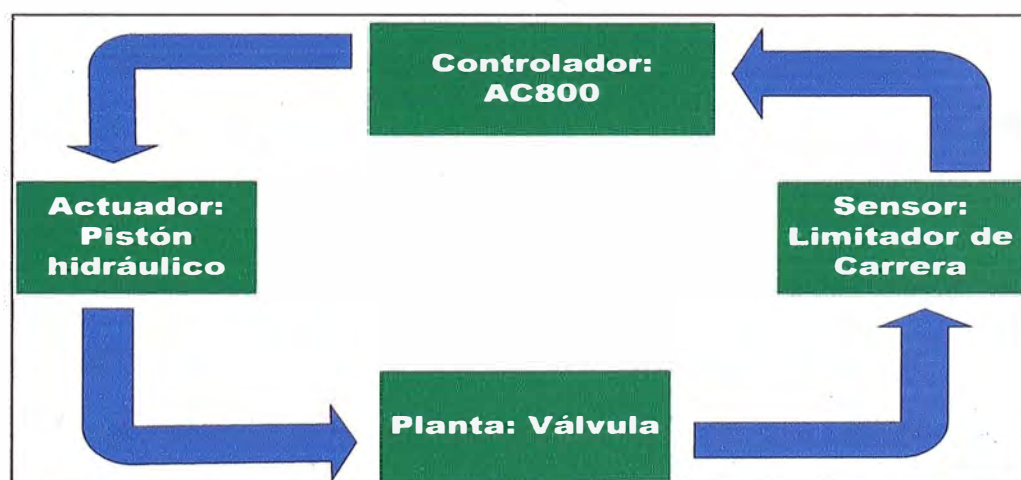 Controlador:
AC800
Actuador:
Pistón
hidráulico
Sensor:
Limitador de
Carrera
Planta: Válvula